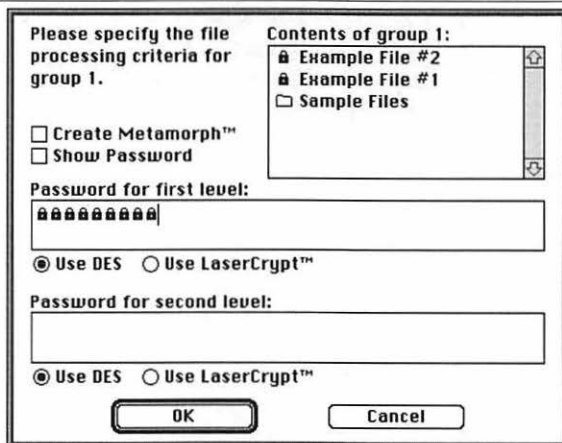 Please specify the file
processing criteria for
group 1.
Contents of group 1:
Example File #2
Example File #1
Sample Files
Create Metamorph™
Show Password
Password for first level:
Use DES Use LaserCrypt™
Password for second level:
Use DES Use LaserCrypt™
OK Cancel